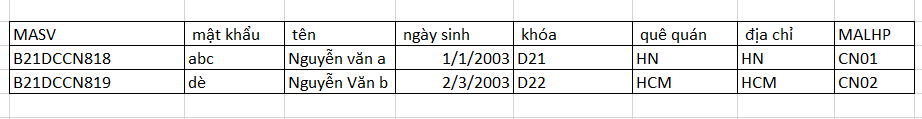 MASV mật khẩu tên ngày sinh khóa quê quán địa chỉ MALHP
B21DCCN818 abc Nguyễn văn a 1/1/2003 D21 HN HN CN01
B21DCCN819 dè Nguyễn Văn b 2/3/2003 D22 HCM HCM CN02